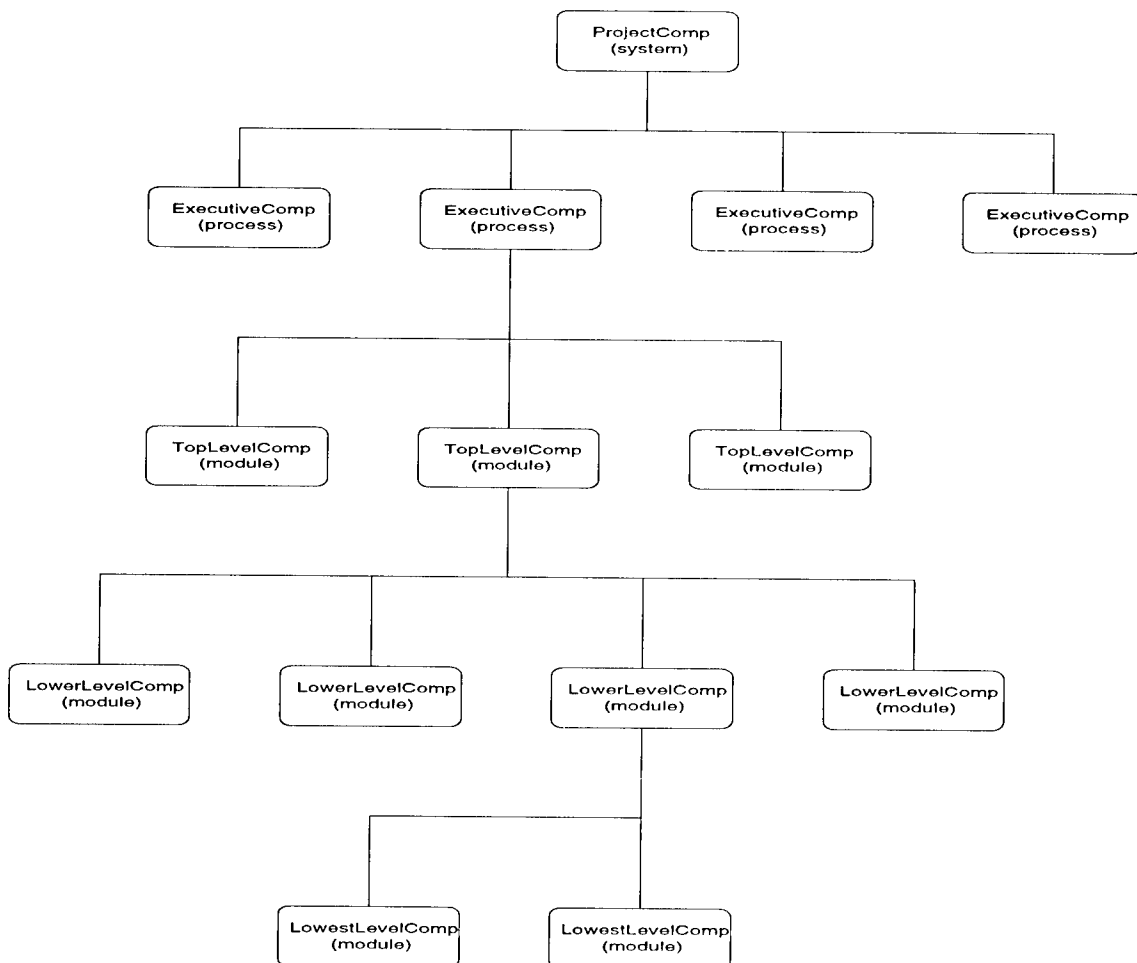 ProjectComp
(system)
ExecutiveComp
(process)
ExecutiveComp
(process)
ExecutiveComp
(process)
ExecutiveComp
(process)
TopLevelComp
(module)
TopLevelComp
(module)
TopLevelComp
(module)
LowerLevelComp
(module)
LowerLevelComp
(module)
LowerLevelComp
(module)
LowerLevelComp
(module)
LowestLevelComp
(module)
LowestLevelComp
(module)